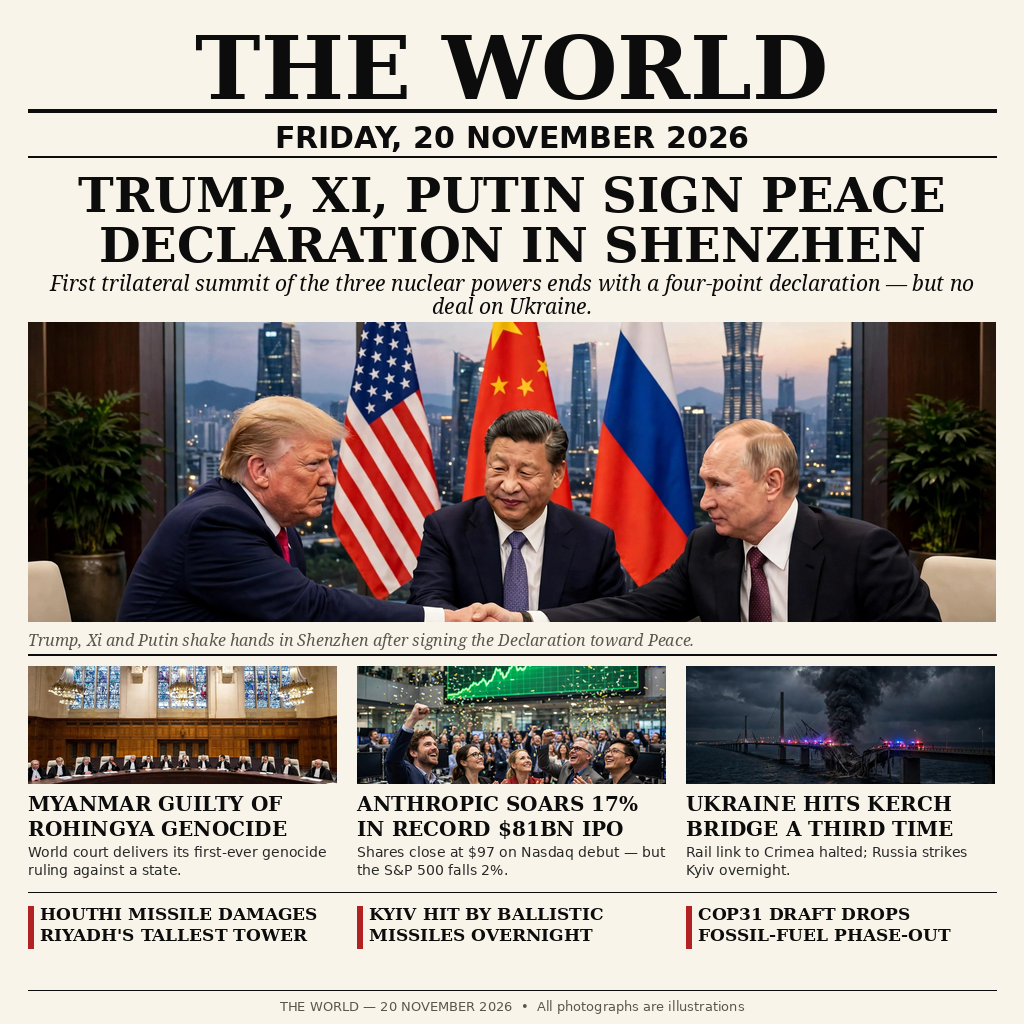 THE WORLD
FRIDAY, 20 NOVEMBER 2026
TRUMP, XI, PUTIN SIGN PEACE
DECLARATION IN SHENZHEN
First trilateral summit of the three nuclear powers ends with a four-point declaration — but no
deal on Ukraine.
Trump, Xi and Putin shake hands in Shenzhen after signing the Declaration toward Peace.
MYANMAR GUILTY OF
ROHINGYA GENOCIDE
World court delivers its first-ever genocide
ruling against a state.
ANTHROPIC SOARS 17%
IN RECORD $81BN IPO
Shares close at $97 on Nasdaq debut — but
the S&P 500 falls 2%.
UKRAINE HITS KERCH
BRIDGE A THIRD TIME
Rail link to Crimea halted; Russia strikes
Kyiv overnight.
HOUTHI MISSILE DAMAGES
RIYADH'S TALLEST TOWER
KYIV HIT BY BALLISTIC
MISSILES OVERNIGHT
COP31 DRAFT DROPS
FOSSIL-FUEL PHASE-OUT
THE WORLD — 20 NOVEMBER 2026 • All photographs are illustrations